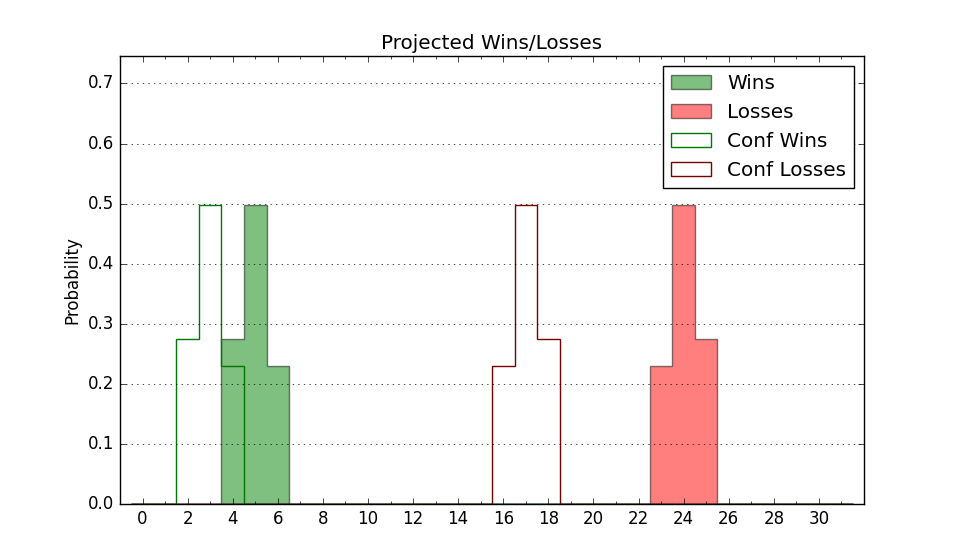 Projected Wins/Losses
Probability
0.7
0.6
0.5
0.4
0.3
0.2
0.1
0.0
0 2 4 6 8 10 12 14 16 18 20 22 24 26 28 30
Wins
Losses
Conf Wins
Conf Losses